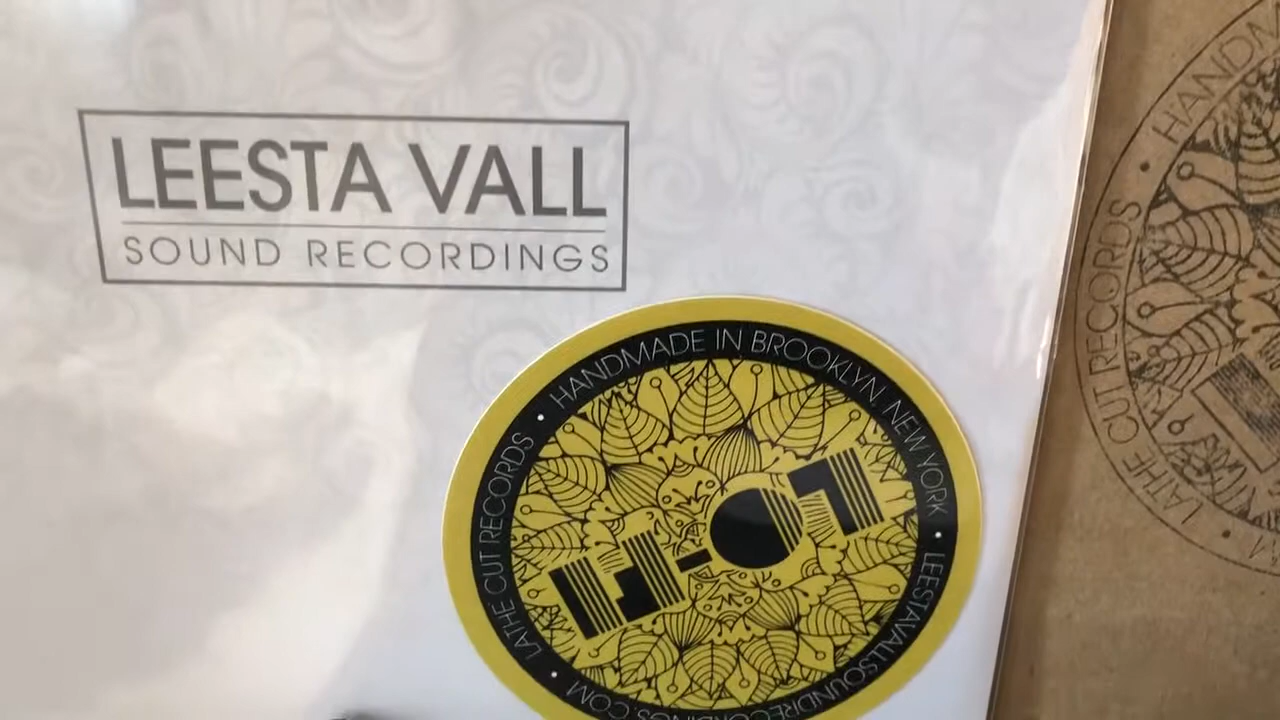 LEESTA VALL
SOUND RECORDINGS
HANDMADE IN BROOKLYN, NEW YORK • LEESTAVALLSOUNDRECORDINGS.COM • LATHE CUT RECORDS •
• LATHE CUT RECORDS •